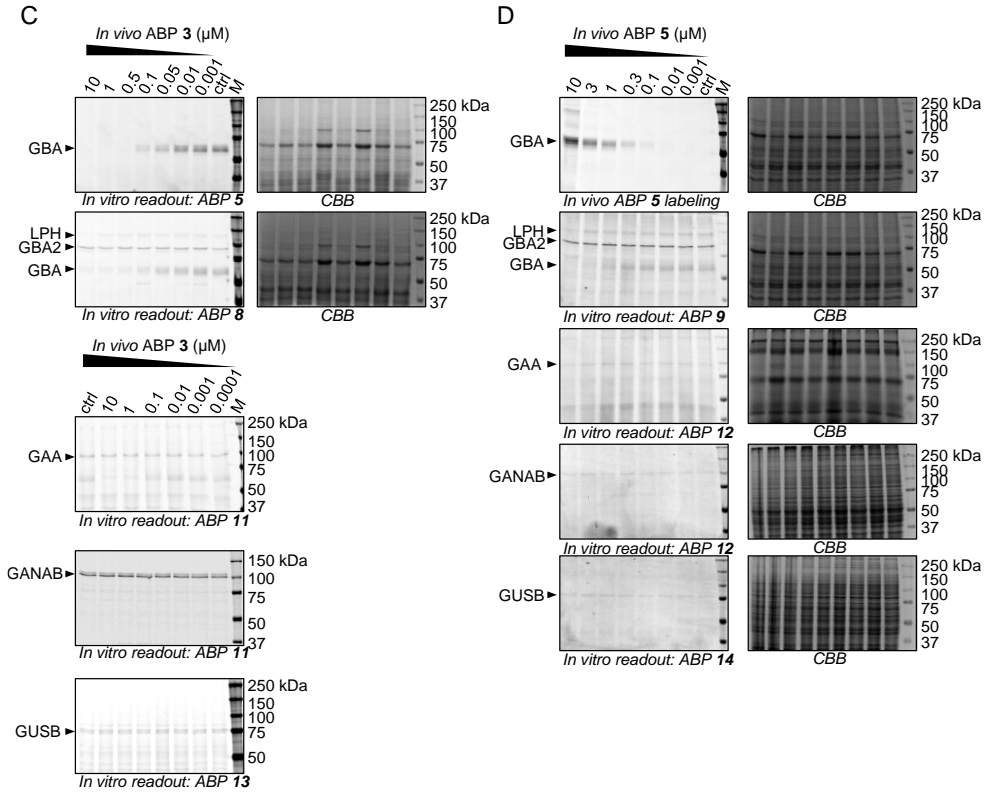 C
In vivo ABP 3 (µM)
10 1 0.5 0.1 0.05 0.01 0.001 ctrl M
GBA
250 kDa
150
100
75
50
37
In vitro readout: ABP 5
CBB
LPH
GBA2
GBA
250 kDa
150
100
75
50
37
In vitro readout: ABP 8
CBB
In vivo ABP 3 (µM)
ctrl 10 1 0.1 0.01 0.001 0.0001 M
GAA
250 kDa
150
100
75
50
37
In vitro readout: ABP 11
GANAB
150 kDa
100
75
50
37
In vitro readout: ABP 11
GUSB
250 kDa
150
100
75
50
In vitro readout: ABP 13
D
In vivo ABP 5 (µM)
10 3 1 0.3 0.1 0.01 0.001 ctrl M
GBA
250 kDa
150
100
75
50
37
In vivo ABP 5 labeling
CBB
LPH
GBA2
GBA
250 kDa
150
100
75
50
37
In vitro readout: ABP 9
CBB
GAA
250 kDa
150
100
75
50
37
In vitro readout: ABP 12
CBB
GANAB
250 kDa
150
100
75
50
37
In vitro readout: ABP 12
CBB
GUSB
250 kDa
150
100
75
50
37
In vitro readout: ABP 14
CBB